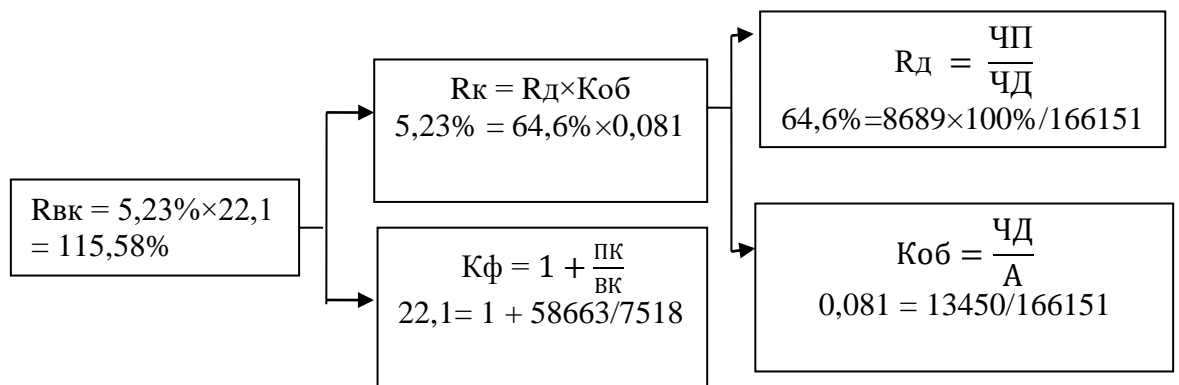 Rвк = 5,23%×22,1
= 115,58%
Rк = Rд×Коб
5,23% = 64,6%×0,081
Кф = 1 + ПК/ВК
22,1= 1 + 58663/7518
Rд = ЧП/ЧД
64,6%=8689×100%/166151
Коб = ЧД/А
0,081 = 13450/166151